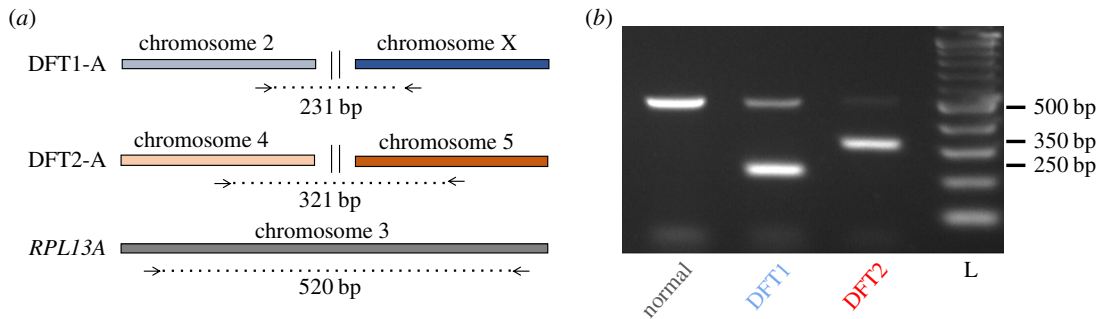 (a)
chromosome 2 chromosome X
DFT1-A
231 bp
chromosome 4 chromosome 5
DFT2-A
321 bp
chromosome 3
RPL13A
520 bp
(b)
500 bp
350 bp
250 bp
normal DFT1 DFT2 L